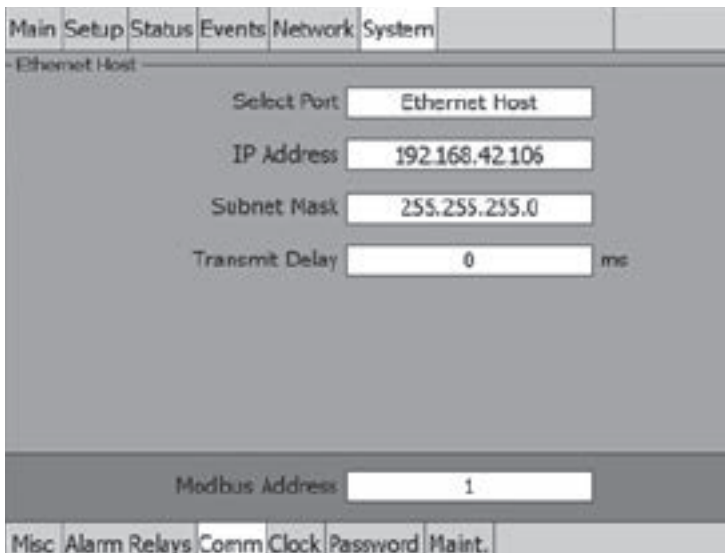 Main Setup Status Events Network System
Ethernet Host
Select Port Ethernet Host
IP Address 192.168.42.106
Subnet Mask 255.255.255.0
Transmit Delay 0 ms
Modbus Address 1
Misc Alarm Relays Comm Clock Password Maint.